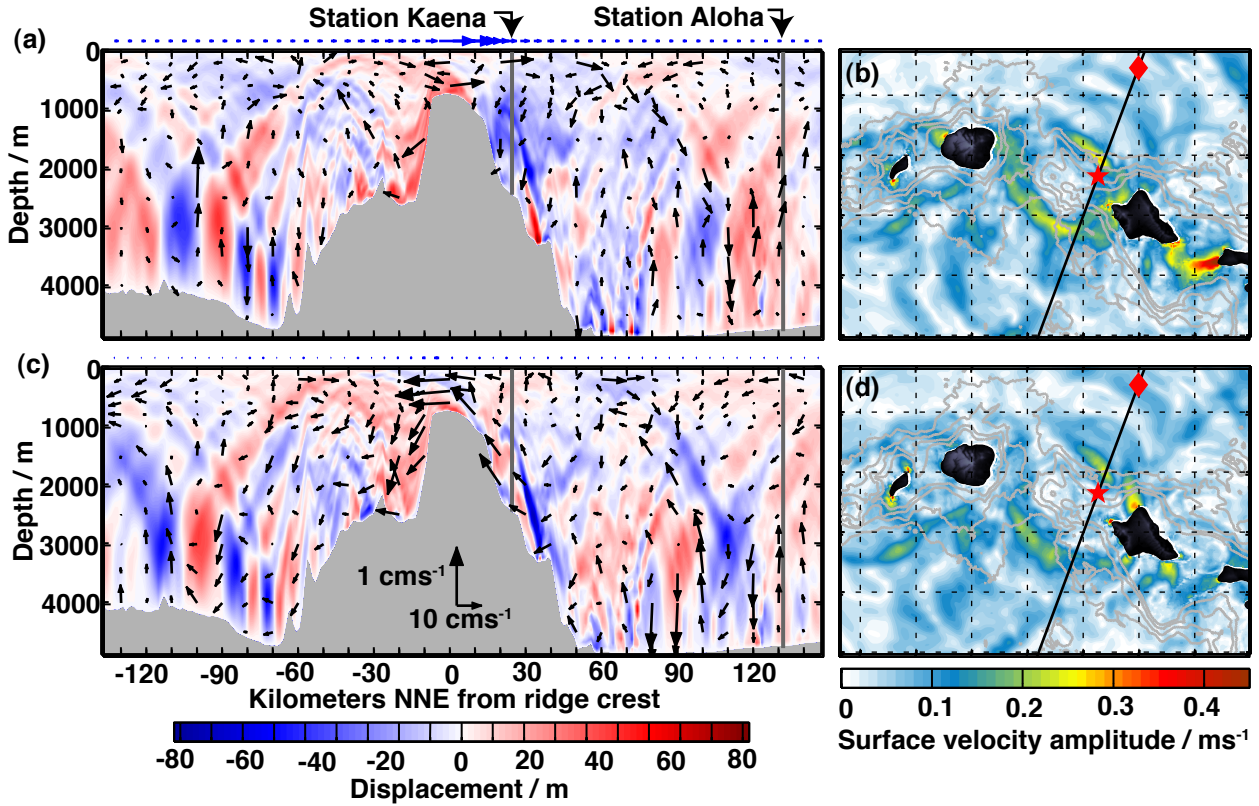 Station Kaena Station Aloha
(a)
0
1000
2000
3000
4000
Depth / m
(b)
(c)
0
1000
2000
3000
4000
Depth / m
1 cms-1
10 cms-1
(d)
-120 -90 -60 -30 0 30 60 90 120
Kilometers NNE from ridge crest
0 0.1 0.2 0.3 0.4
Surface velocity amplitude / ms-1
-80 -60 -40 -20 0 20 40 60 80
Displacement / m